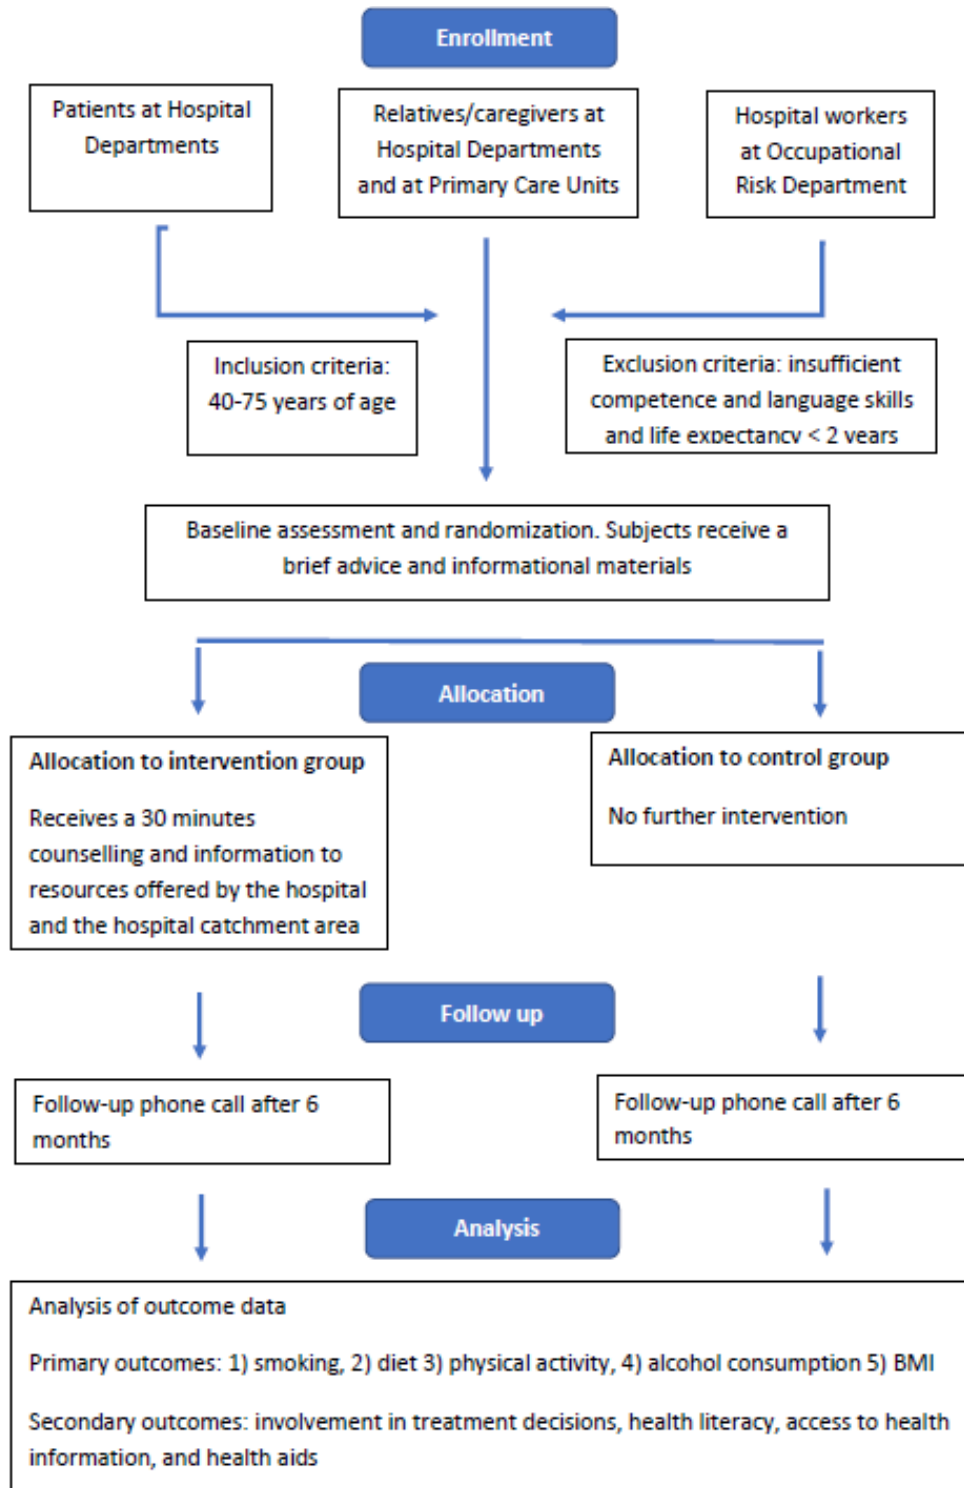 Enrollment
Patients at Hospital
Departments
Relatives/caregivers at
Hospital Departments
and at Primary Care Units
Hospital workers
at Occupational
Risk Department
Inclusion criteria:
40-75 years of age
Exclusion criteria: insufficient
competence and language skills
and life expectancy < 2 years
Baseline assessment and randomization. Subjects receive a
brief advice and informational materials
Allocation
Allocation to intervention group
Receives a 30 minutes
counselling and information to
resources offered by the hospital
and the hospital catchment area
Allocation to control group
No further intervention
Follow up
Follow-up phone call after 6
months
Follow-up phone call after 6
months
Analysis
Analysis of outcome data
Primary outcomes: 1) smoking, 2) diet 3) physical activity, 4) alcohol consumption 5) BMI
Secondary outcomes: involvement in treatment decisions, health literacy, access to health
information, and health aids